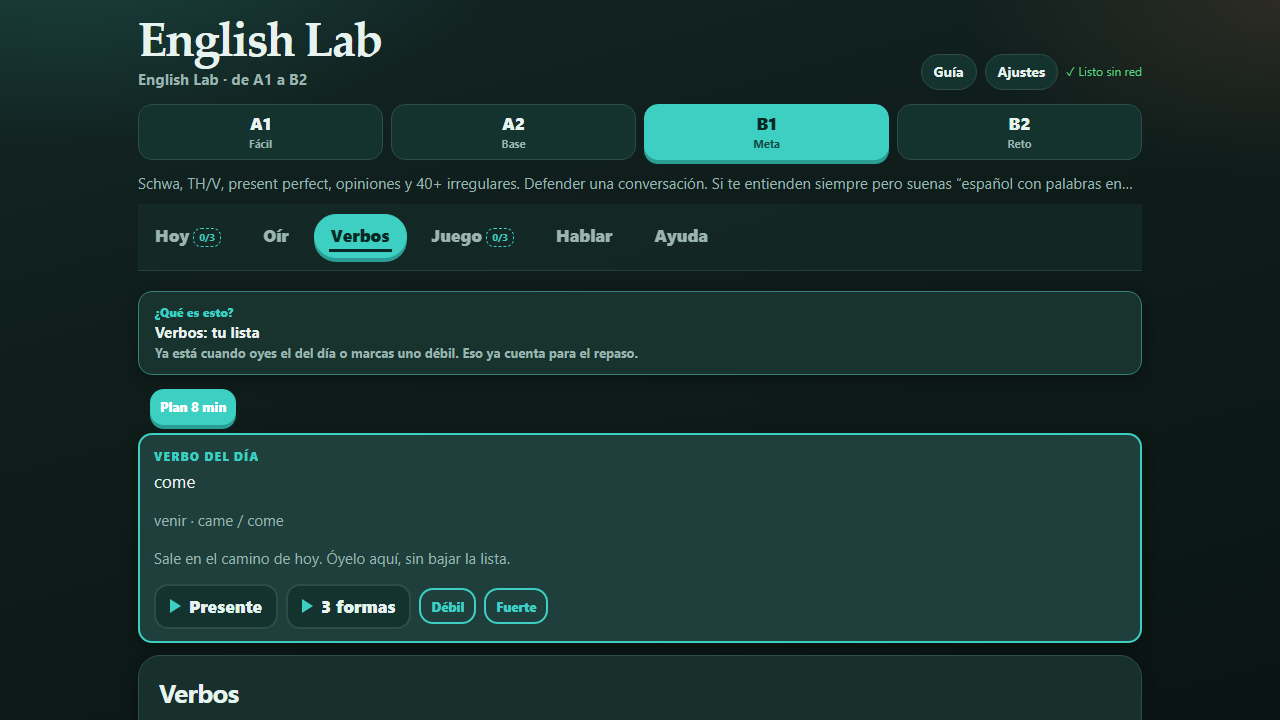 English Lab
English Lab · de A1 a B2
Guía
Ajustes
✓ Listo sin red
A1
Fácil
A2
Base
B1
Meta
B2
Reto
Schwa, TH/V, present perfect, opiniones y 40+ irregulares. Defender una conversación. Si te entienden siempre pero suenas “español con palabras en...
Hoy 0/3
Oír
Verbos
Juego 0/3
Hablar
Ayuda
¿Qué es esto?
Verbos: tu lista
Ya está cuando oyes el del día o marcas uno débil. Eso ya cuenta para el repaso.
Plan 8 min
VERBO DEL DÍA
come
venir · came / come
Sale en el camino de hoy. Óyelo aquí, sin bajar la lista.
▶ Presente
▶ 3 formas
Débil
Fuerte
Verbos